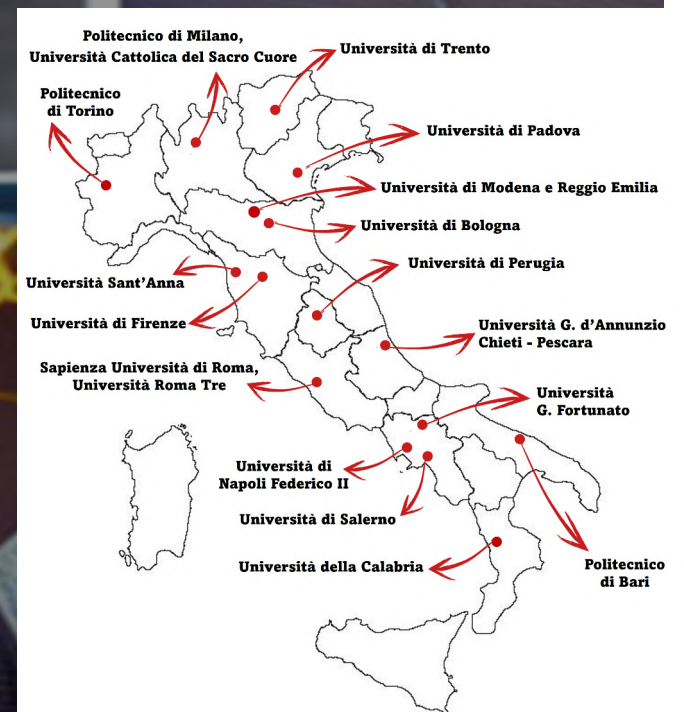 Politecnico di Milano,
Università Cattolica del Sacro Cuore
Università di Trento
Politecnico
di Torino
Università di Padova
Università di Modena e Reggio Emilia
Università di Bologna
Università di Perugia
Università Sant'Anna
Università di Firenze
Università G. d'Annunzio
Chieti - Pescara
Sapienza Università di Roma,
Università Roma Tre
Università
G. Fortunato
Università di
Napoli Federico II
Università di Salerno
Università della Calabria
Politecnico
di Bari